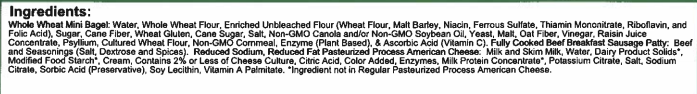 Ingredients:
Whole Wheat Mini Bagel: Water, Whole Wheat Flour, Enriched Unbleached Flour (Wheat Flour, Malt Barley, Niacin, Ferrous Sulfate, Thiamin Mononitrate, Riboflavin, and
Folic Acid), Sugar, Cane Fiber, Wheat Gluten, Cane Sugar, Salt, Non-GMO Canola and/or Non-GMO Soybean Oil, Yeast, Malt, Oat Fiber, Vinegar, Raisin Juice
Concentrate, Psyllium, Cultured Wheat Flour, Non-GMO Cornmeal, Enzyme (Plant Based), & Ascorbic Acid (Vitamin C). Fully Cooked Beef Breakfast Sausage Patty: Beef
and Seasonings (Salt, Dextrose and Spices). Reduced Sodium, Reduced Fat Pasteurized Process American Cheese: Milk and Skim Milk, Water, Dairy Product Solids*,
Modified Food Starch*, Cream, Contains 2% or Less of Cheese Culture, Citric Acid, Color Added, Enzymes, Milk Protein Concentrate*, Potassium Citrate, Salt, Sodium
Citrate, Sorbic Acid (Preservative), Soy Lecithin, Vitamin A Palmitate. *Ingredient not in Regular Pasteurized Process American Cheese.